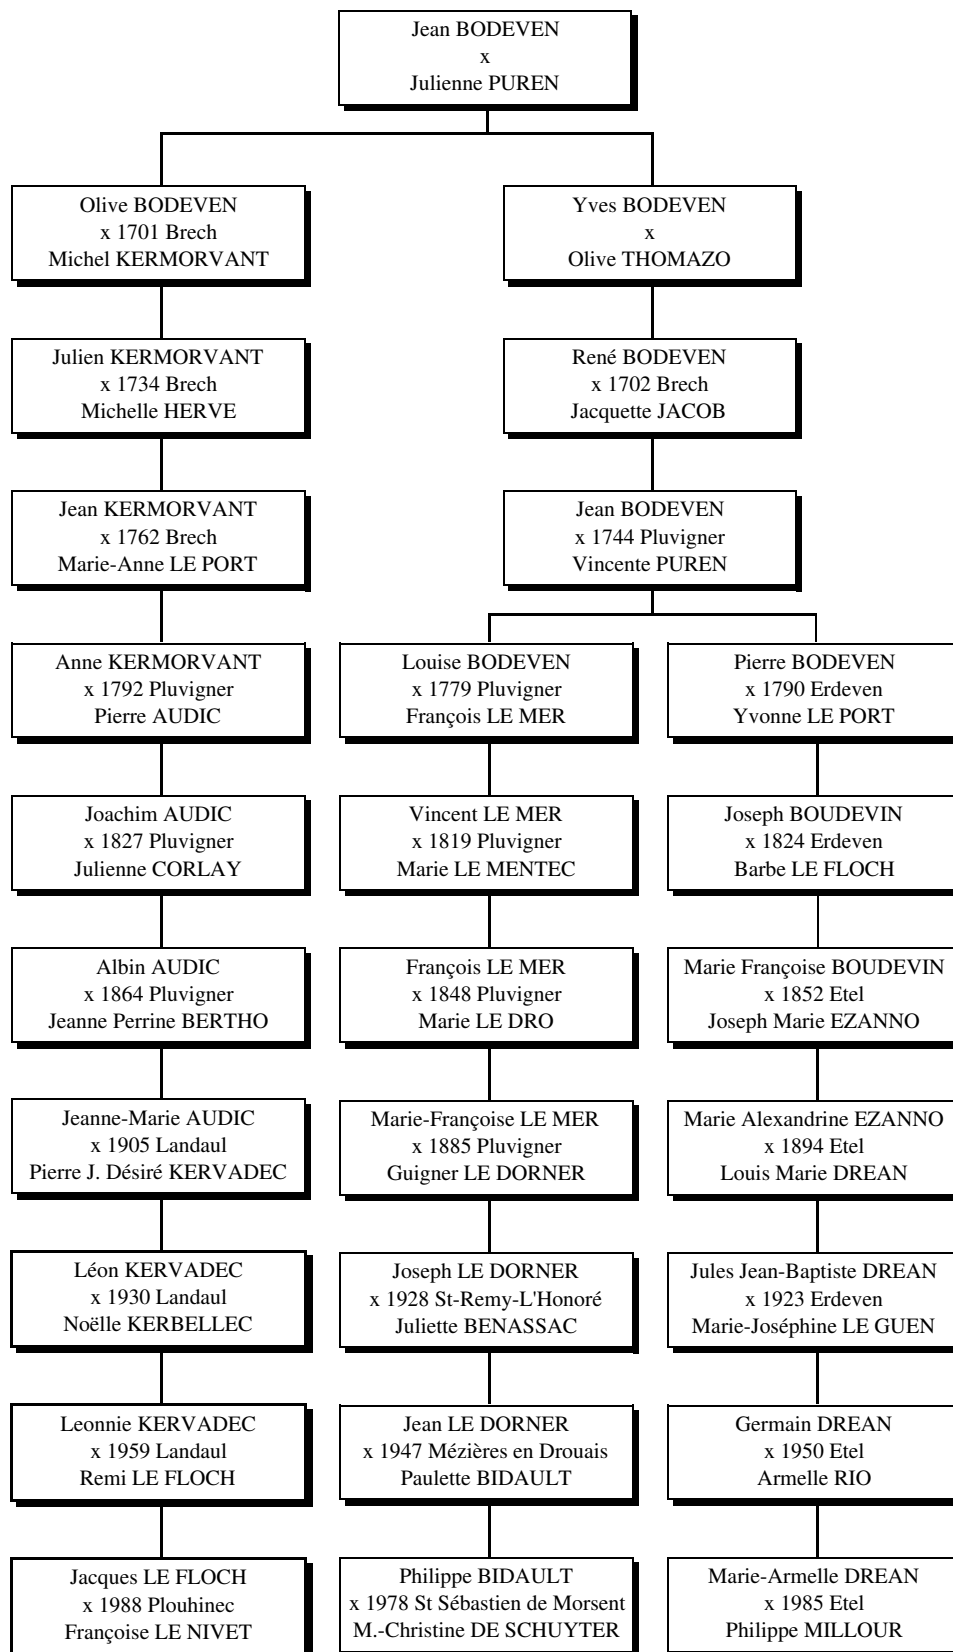 Jean BODEVEN
x
Julienne PUREN
Olive BODEVEN
x 1701 Brech
Michel KERMORVANT
Yves BODEVEN
x
Olive THOMAZO
Julien KERMORVANT
x 1734 Brech
Michelle HERVE
René BODEVEN
x 1702 Brech
Jacquette JACOB
Jean KERMORVANT
x 1762 Brech
Marie-Anne LE PORT
Jean BODEVEN
x 1744 Pluvigner
Vincente PUREN
Anne KERMORVANT
x 1792 Pluvigner
Pierre AUDIC
Louise BODEVEN
x 1779 Pluvigner
François LE MER
Pierre BODEVEN
x 1790 Erdeven
Yvonne LE PORT
Joachim AUDIC
x 1827 Pluvigner
Julienne CORLAY
Vincent LE MER
x 1819 Pluvigner
Marie LE MENTEC
Joseph BOUDEVIN
x 1824 Erdeven
Barbe LE FLOCH
Albin AUDIC
x 1864 Pluvigner
Jeanne Perrine BERTHO
François LE MER
x 1848 Pluvigner
Marie LE DRO
Marie Françoise BOUDEVIN
x 1852 Etel
Joseph Marie EZANNO
Jeanne-Marie AUDIC
x 1905 Landaul
Pierre J. Désiré KERVADEC
Marie-Françoise LE MER
x 1885 Pluvigner
Guigner LE DORNER
Marie Alexandrine EZANNO
x 1894 Etel
Louis Marie DREAN
Léon KERVADEC
x 1930 Landaul
Noëlle KERBELLEC
Joseph LE DORNER
x 1928 St-Remy-L'Honoré
Juliette BENASSAC
Jules Jean-Baptiste DREAN
x 1923 Erdeven
Marie-Joséphine LE GUEN
Leonnie KERVADEC
x 1959 Landaul
Remi LE FLOCH
Jean LE DORNER
x 1947 Mézières en Drouais
Paulette BIDAULT
Germain DREAN
x 1950 Etel
Armelle RIO
Jacques LE FLOCH
x 1988 Plouhinec
Françoise LE NIVET
Philippe BIDAULT
x 1978 St Sébastien de Morsent
M.-Christine DE SCHUYTER
Marie-Armelle DREAN
x 1985 Etel
Philippe MILLOUR